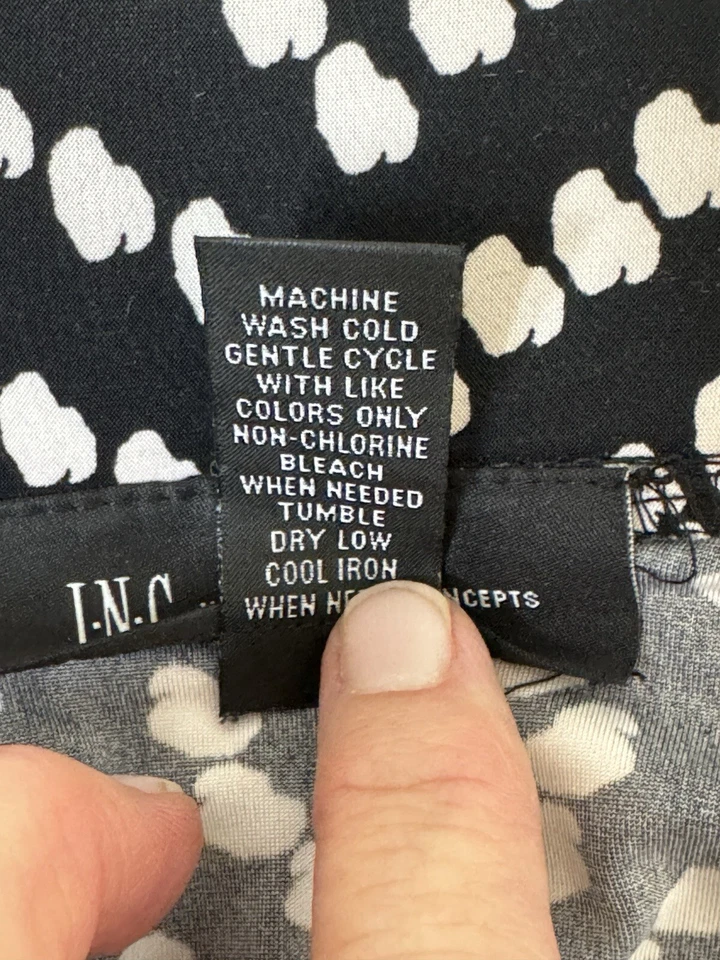 MACHINE
WASH COLD
GENTLE CYCLE
WITH LIKE
COLORS ONLY
NON-CHLORINE
BLEACH
WHEN NEEDED
TUMBLE
DRY LOW
COOL IRON
WHEN
I.N.C